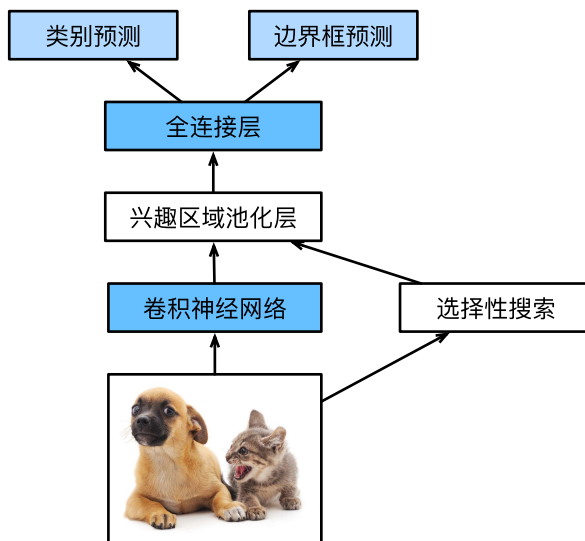 类别预测
边界框预测
全连接层
兴趣区域池化层
卷积神经网络
选择性搜索